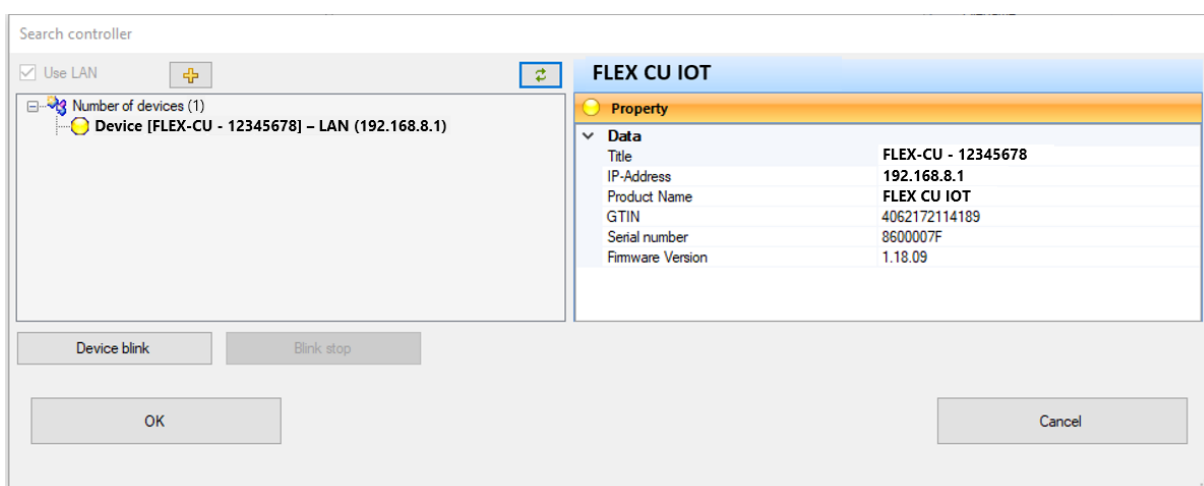 Search controller
Use LAN
Number of devices (1)
Device [FLEX-CU - 12345678] – LAN (192.168.8.1)
Device blink
Blink stop
FLEX CU IOT
Property
Data
Title FLEX-CU - 12345678
IP-Address 192.168.8.1
Product Name FLEX CU IOT
GTIN 4062172114189
Serial number 8600007F
Firmware Version 1.18.09
OK
Cancel